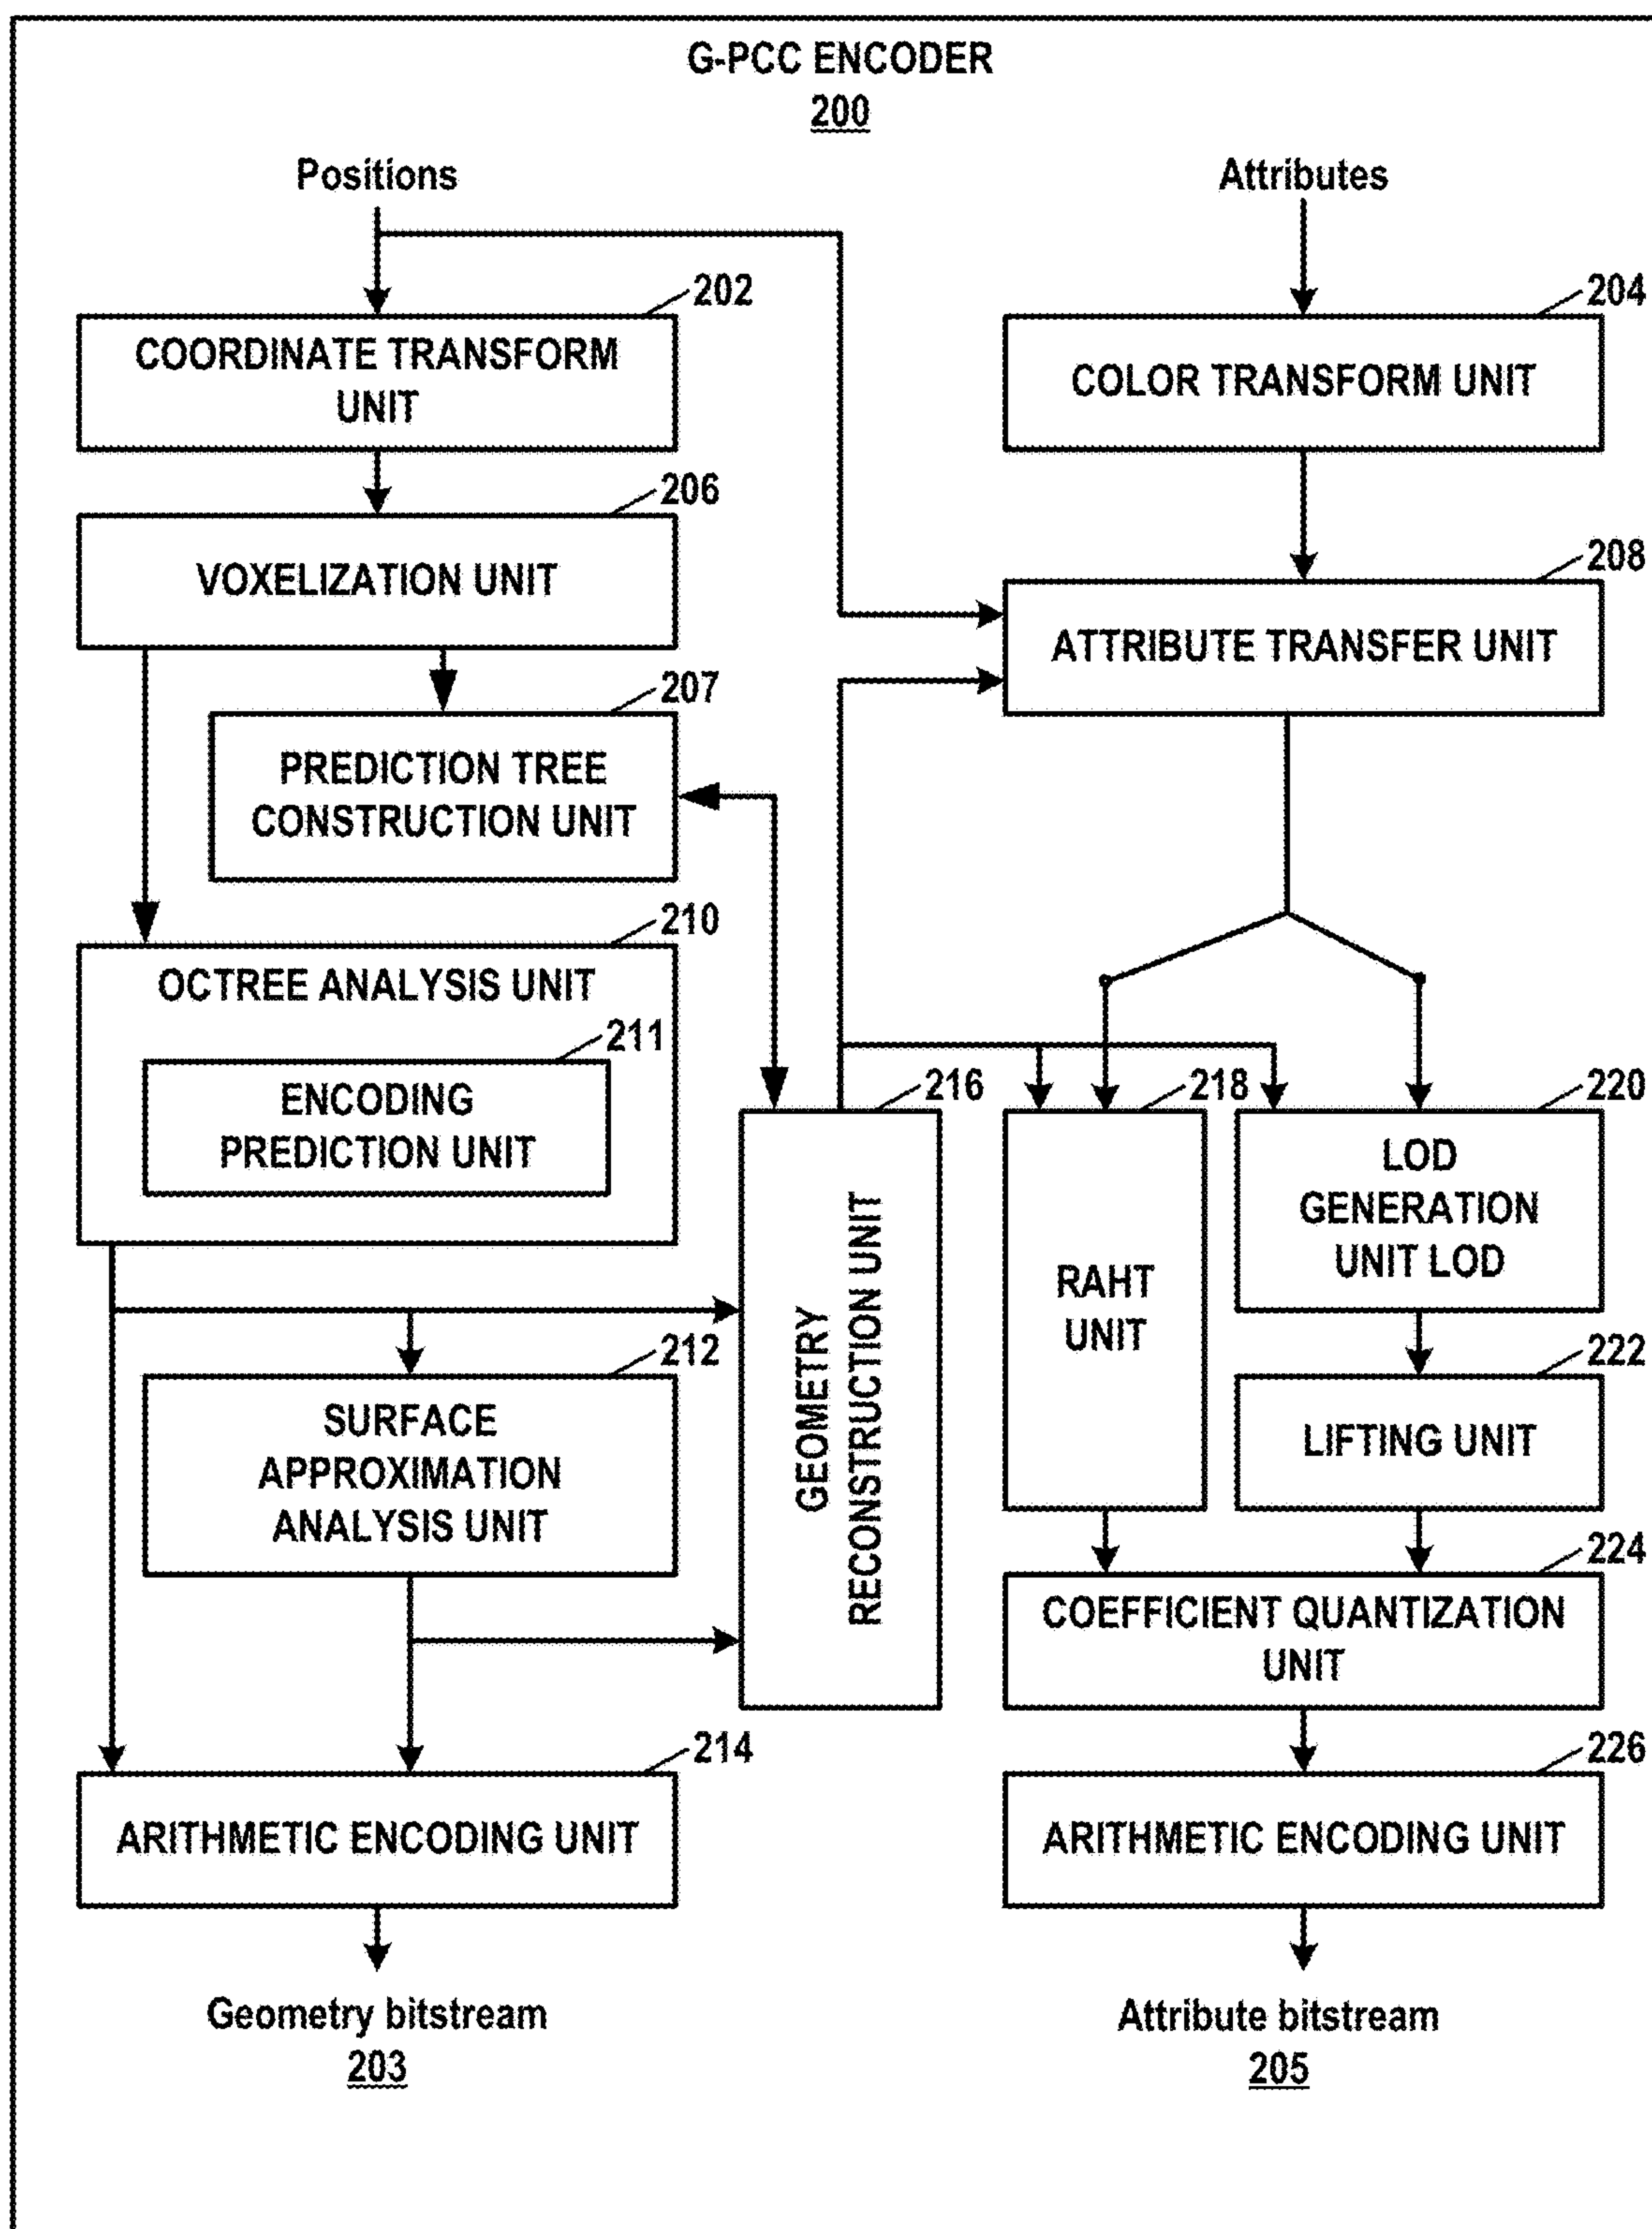 G-PCC ENCODER
200
Positions
Attributes
202
COORDINATE TRANSFORM
UNIT
204
COLOR TRANSFORM UNIT
206
VOXELIZATION UNIT
208
ATTRIBUTE TRANSFER UNIT
207
PREDICTION TREE
CONSTRUCTION UNIT
210
OCTREE ANALYSIS UNIT
211
ENCODING
PREDICTION UNIT
216
GEOMETRY
RECONSTRUCTION UNIT
218
RAHT
UNIT
220
LOD
GENERATION
UNIT LOD
212
SURFACE
APPROXIMATION
ANALYSIS UNIT
222
LIFTING UNIT
224
COEFFICIENT QUANTIZATION
UNIT
214
ARITHMETIC ENCODING UNIT
226
ARITHMETIC ENCODING UNIT
Geometry bitstream
203
Attribute bitstream
205